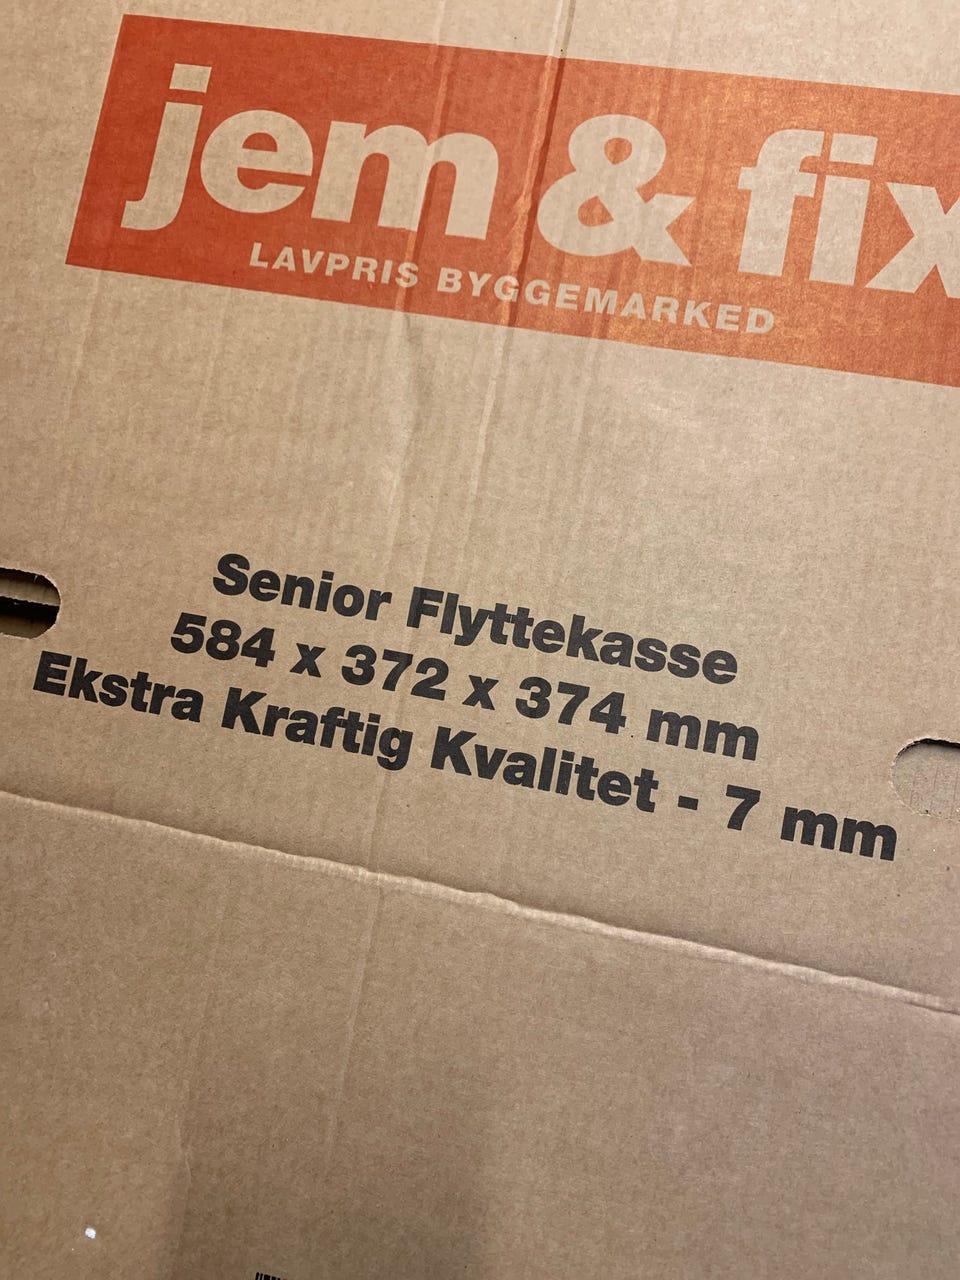 jem & fix
LAVPRIS BYGGEMARKED
Senior Flyttekasse
584 x 372 x 374 mm
Ekstra Kraftig Kvalitet - 7 mm